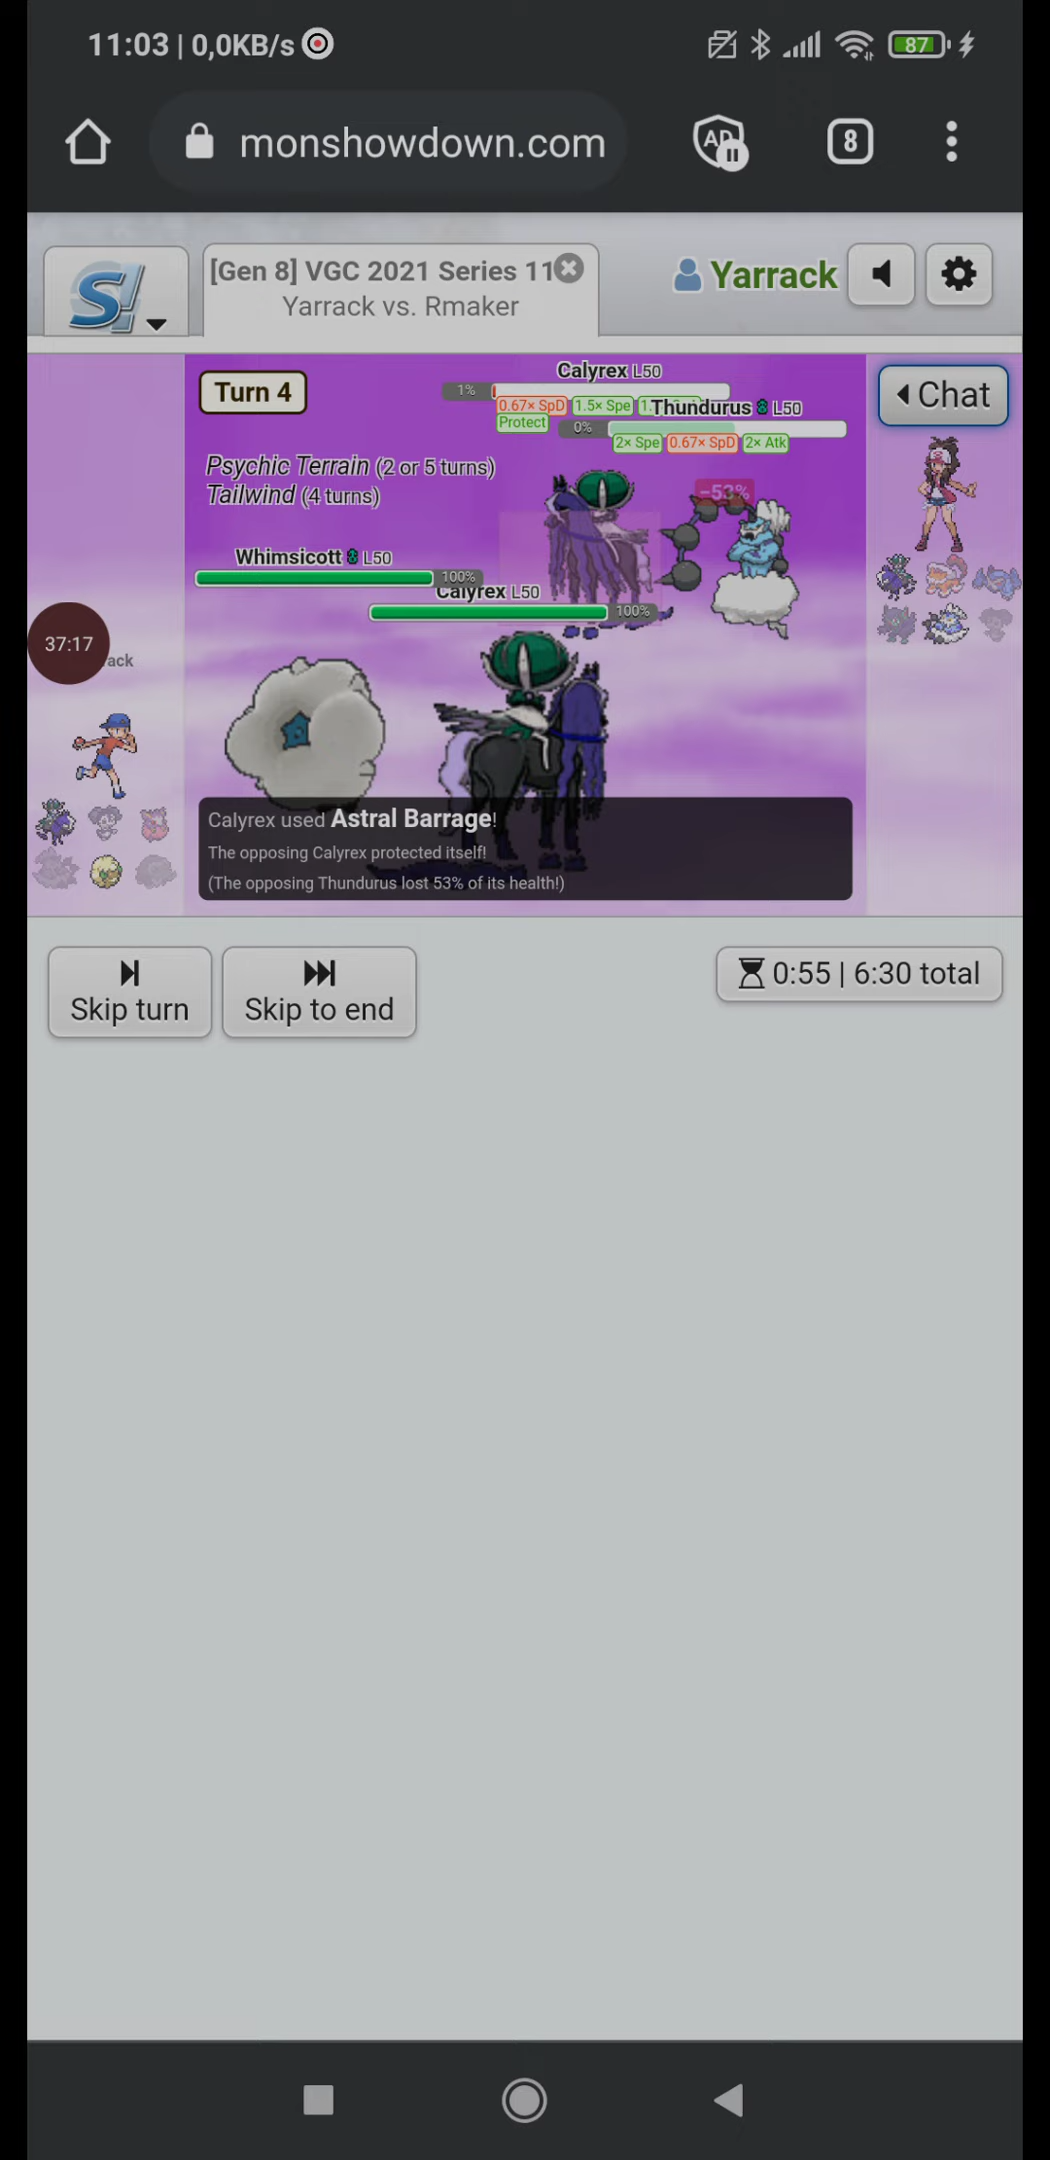 11:03 | 0,0KB/s
87
monshowdown.com
AD
8
[Gen 8] VGC 2021 Series 11
Yarrack vs. Rmaker
Yarrack
Turn 4
Calyrex L50
1%
0.67× SpD 1.5× Spe
Protect
Thundurus L50
0%
2× Spe 0.67× SpD 2× Atk
Chat
Psychic Terrain (2 or 5 turns)
Tailwind (4 turns)
−53%
Whimsicott L50
100%
Calyrex L50
100%
37:17
ack
Calyrex used Astral Barrage!
The opposing Calyrex protected itself!
(The opposing Thundurus lost 53% of its health!)
Skip turn
Skip to end
0:55 | 6:30 total